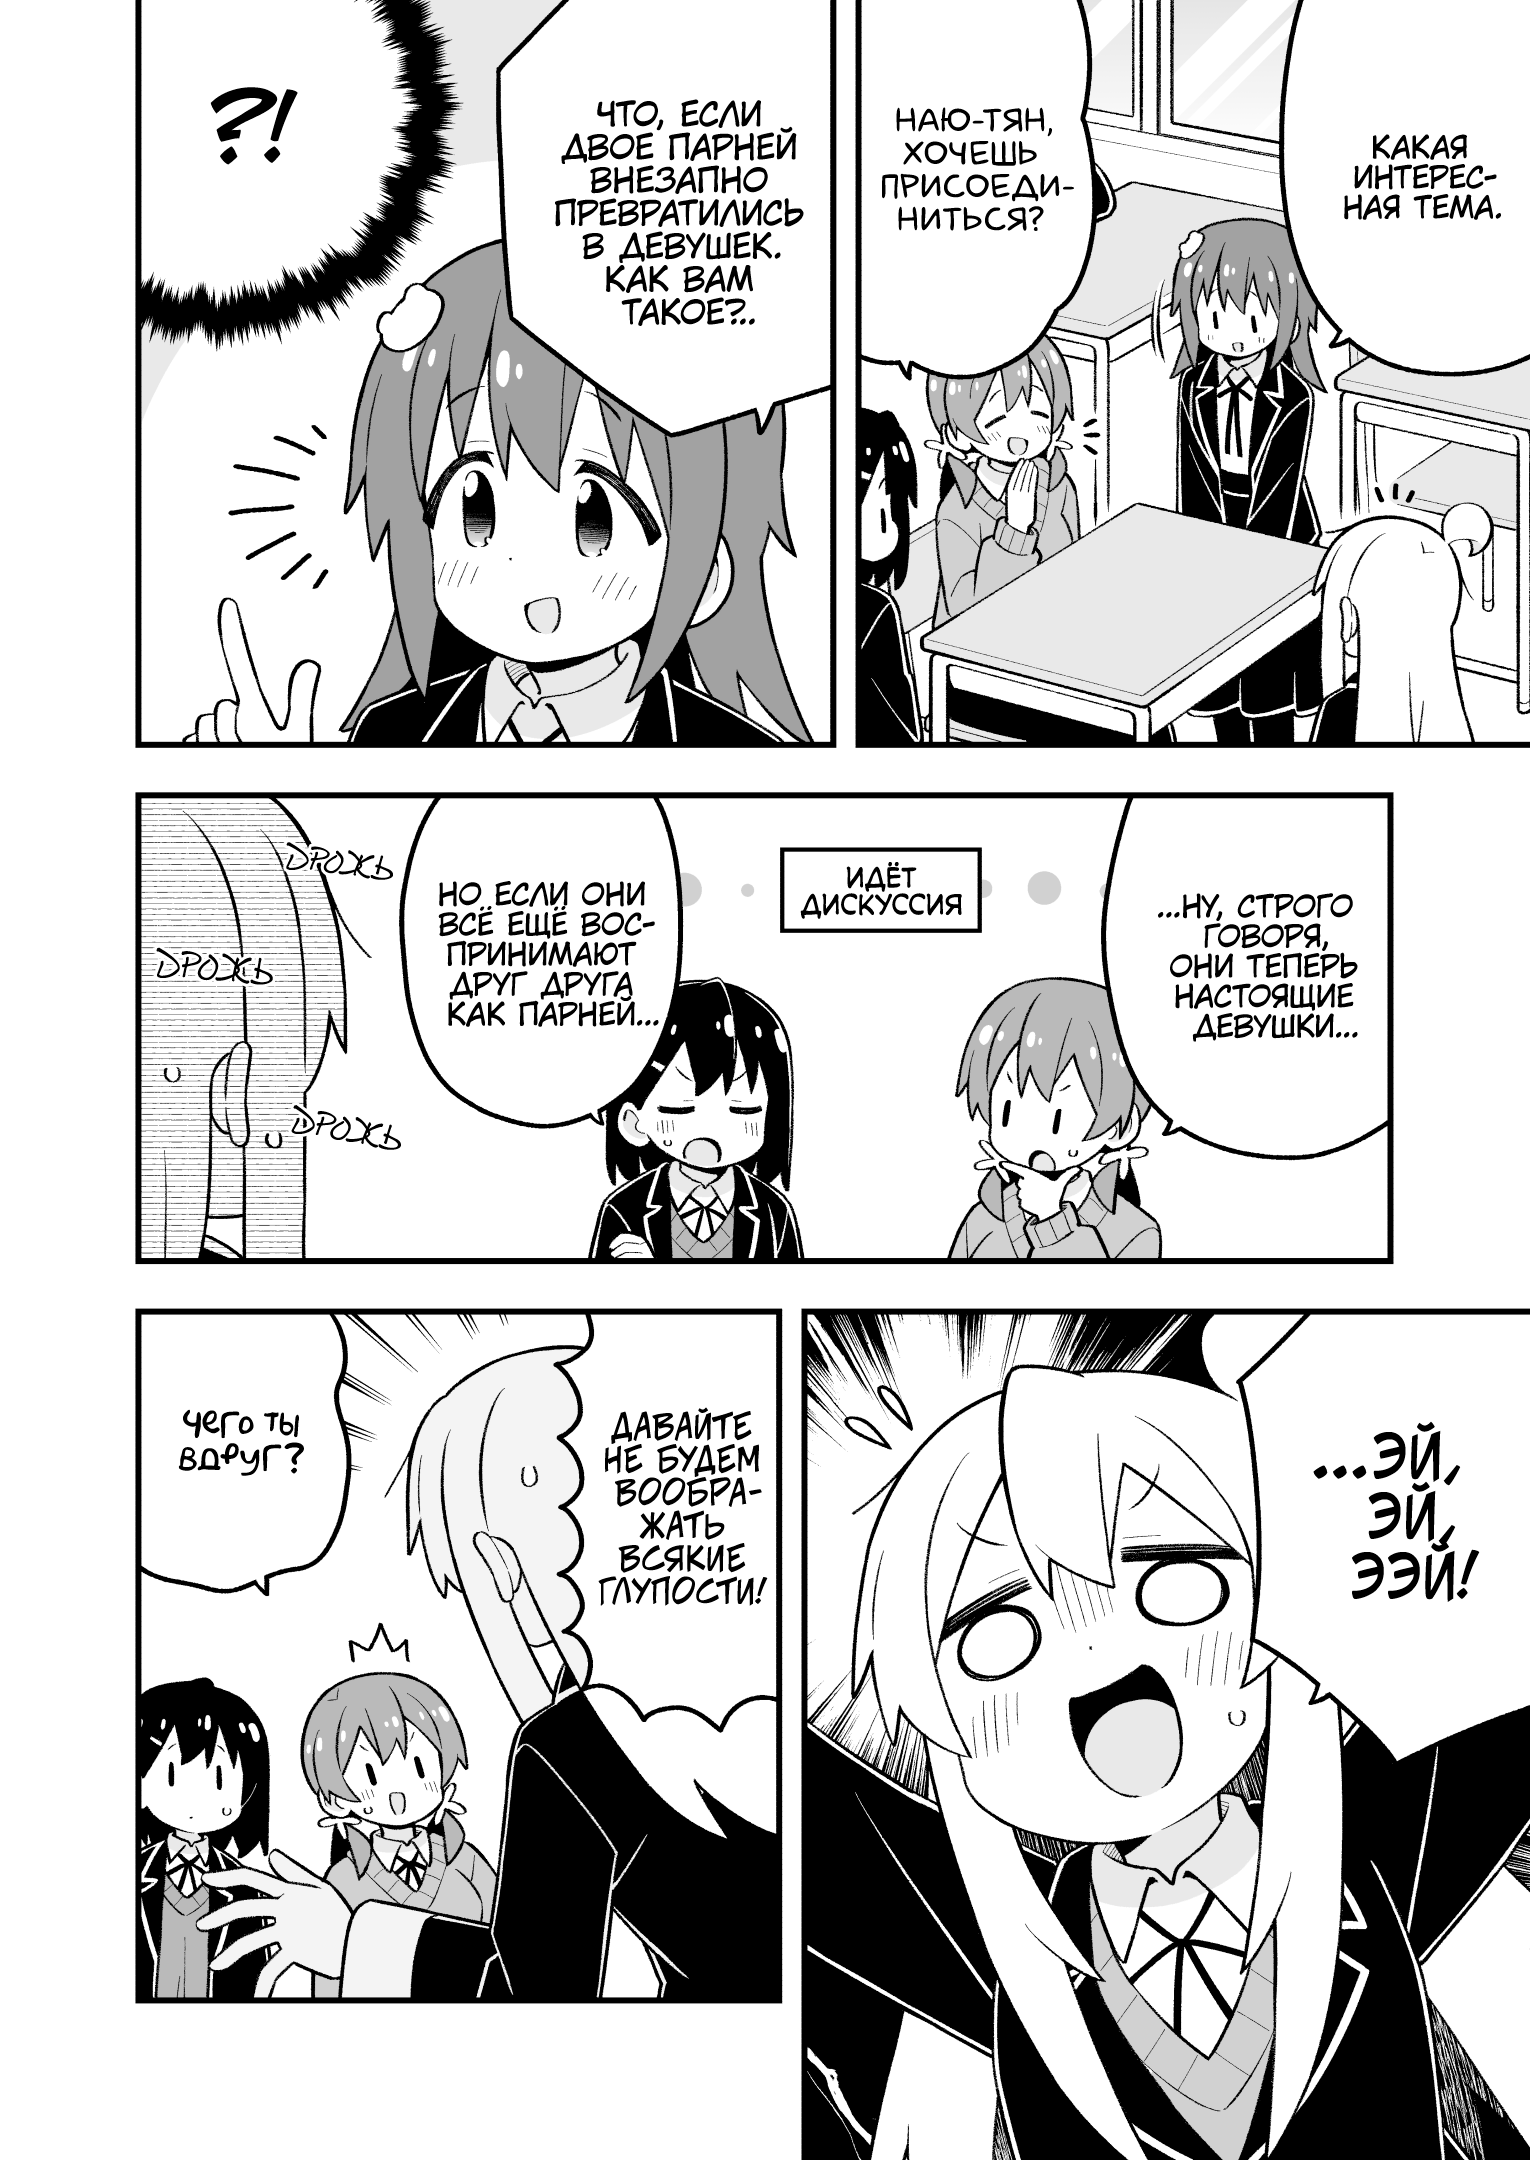 КАКАЯ
ИНТЕРЕС-
НАЯ ТЕМА.
НАЮ-ТЯН,
ХОЧЕШЬ
ПРИСОЕДИ-
НИТЬСЯ?
ЧТО, ЕСЛИ
ДВОЕ ПАРНЕЙ
ВНЕЗАПНО
ПРЕВРАТИЛИСЬ
В ДЕВУШЕК.
КАК ВАМ
ТАКОЕ?..
?!
...НУ, СТРОГО
ГОВОРЯ,
ОНИ ТЕПЕРЬ
НАСТОЯЩИЕ
ДЕВУШКИ...
ИДЁТ
ДИСКУССИЯ
НО ЕСЛИ ОНИ
ВСЁ ЕЩЁ ВОС-
ПРИНИМАЮТ
ДРУГ ДРУГА
КАК ПАРНЕЙ...
ДРОЖЬ
ДРОЖЬ
ДРОЖЬ
...ЭЙ,
ЭЙ,
ЭЭЙ!
ДАВАЙТЕ
НЕ БУДЕМ
ВООБРА-
ЖАТЬ
ВСЯКИЕ
ГЛУПОСТИ!
ЧЕГО ТЫ
ВДРУГ?